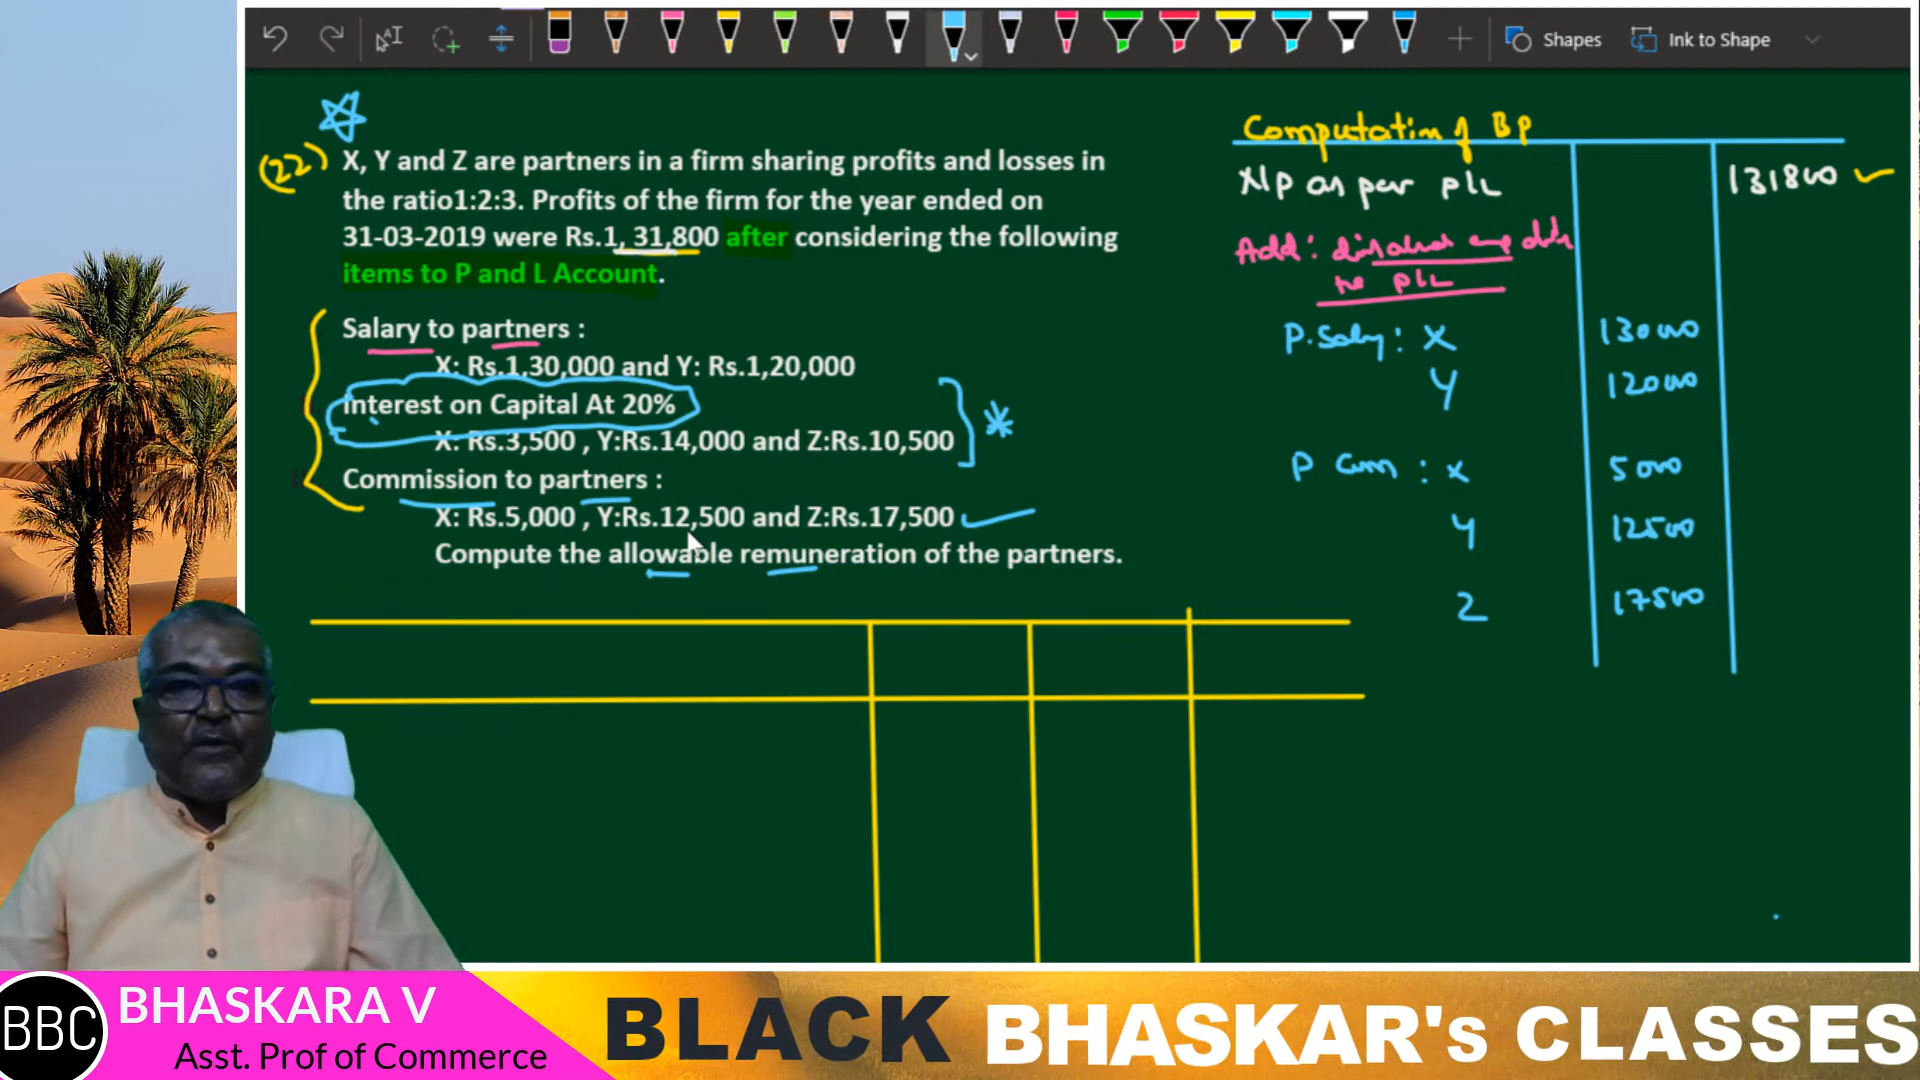 Shapes
Ink to Shape
(22) X, Y and Z are partners in a firm sharing profits and losses in
the ratio1:2:3. Profits of the firm for the year ended on
31-03-2019 were Rs.1, 31,800 after considering the following
items to P and L Account.
Salary to partners :
X: Rs.1,30,000 and Y: Rs.1,20,000
Interest on Capital At 20%
X: Rs.3,500 , Y:Rs.14,000 and Z:Rs.10,500
Commission to partners :
X: Rs.5,000 , Y:Rs.12,500 and Z:Rs.17,500
Compute the allowable remuneration of the partners.
Computation of BP
NP as per P/L 131800
Add: disallowed exp
to P/L
P. Salary : X 130000
Y 120000
P Com : X 5000
Y 12500
Z 17500
BBC
BHASKARA V
Asst. Prof of Commerce
BLACK BHASKAR's CLASSES